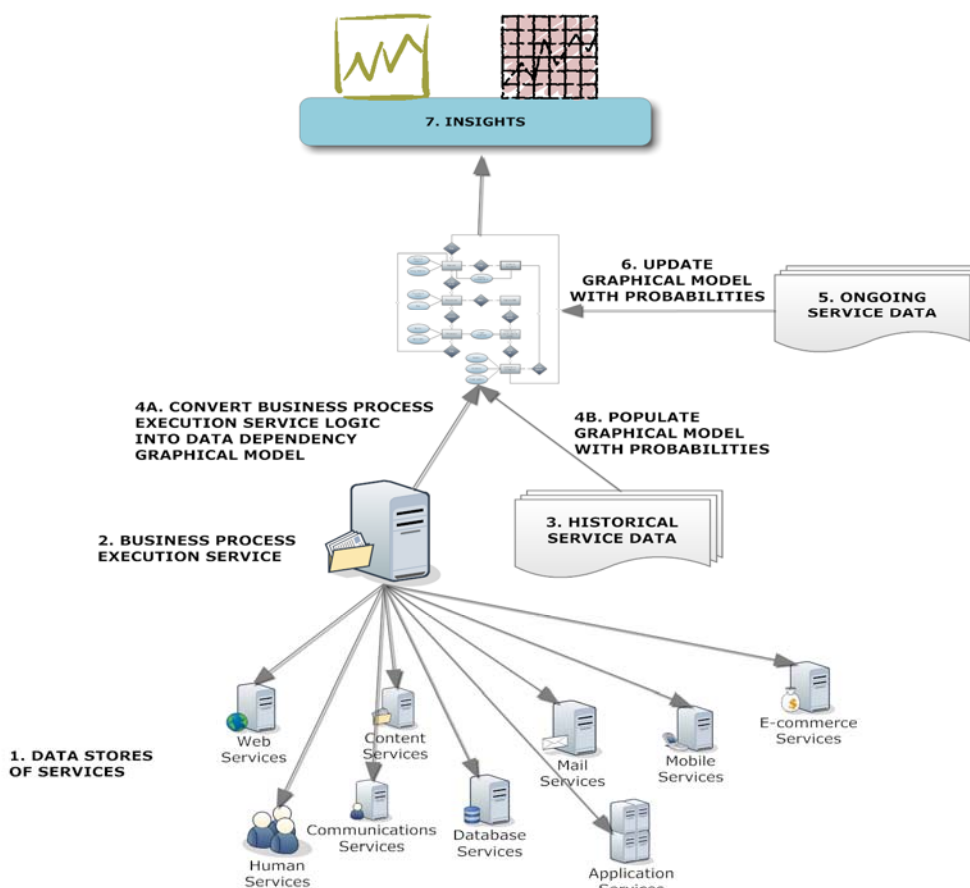 7. INSIGHTS
6. UPDATE
GRAPHICAL MODEL
WITH PROBABILITIES
5. ONGOING
SERVICE DATA
4A. CONVERT BUSINESS PROCESS
EXECUTION SERVICE LOGIC
INTO DATA DEPENDENCY
GRAPHICAL MODEL
4B. POPULATE
GRAPHICAL MODEL
WITH PROBABILITIES
2. BUSINESS PROCESS
EXECUTION SERVICE
3. HISTORICAL
SERVICE DATA
1. DATA STORES
OF SERVICES
Web
Services
Content
Services
Mail
Services
Mobile
Services
E-commerce
Services
Human
Services
Communications
Services
Database
Services
Application
Services